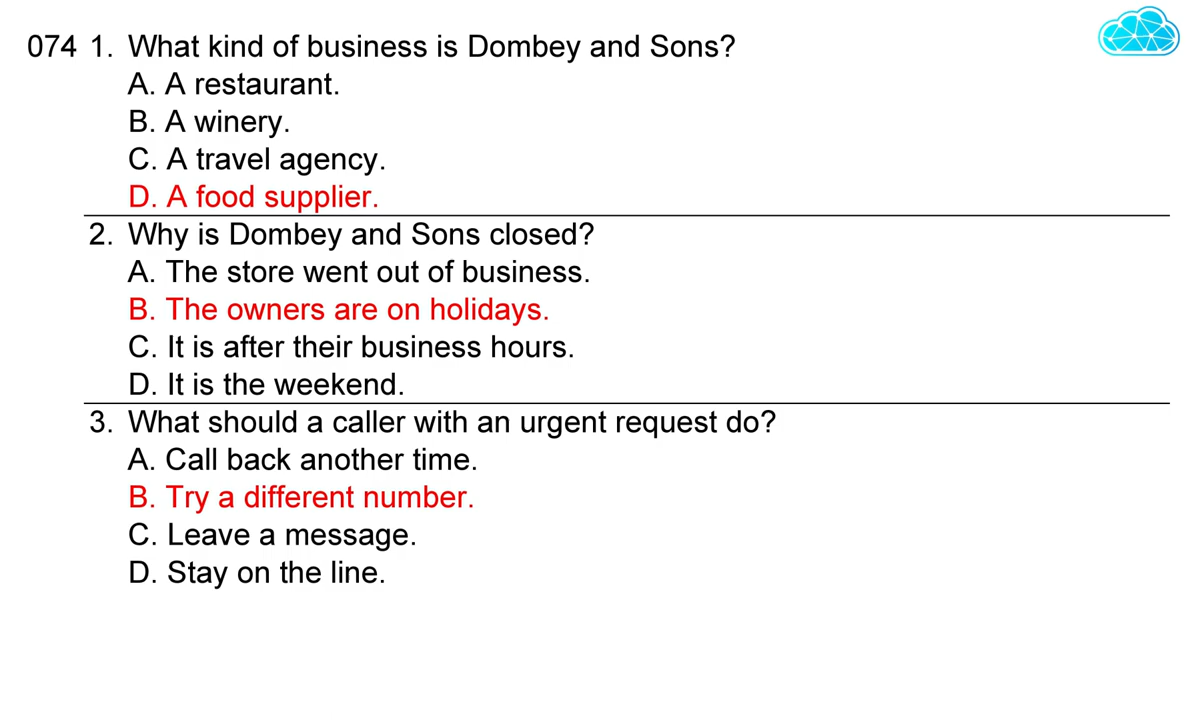 074 1. What kind of business is Dombey and Sons?
A. A restaurant.
B. A winery.
C. A travel agency.
D. A food supplier.
2. Why is Dombey and Sons closed?
A. The store went out of business.
B. The owners are on holidays.
C. It is after their business hours.
D. It is the weekend.
3. What should a caller with an urgent request do?
A. Call back another time.
B. Try a different number.
C. Leave a message.
D. Stay on the line.